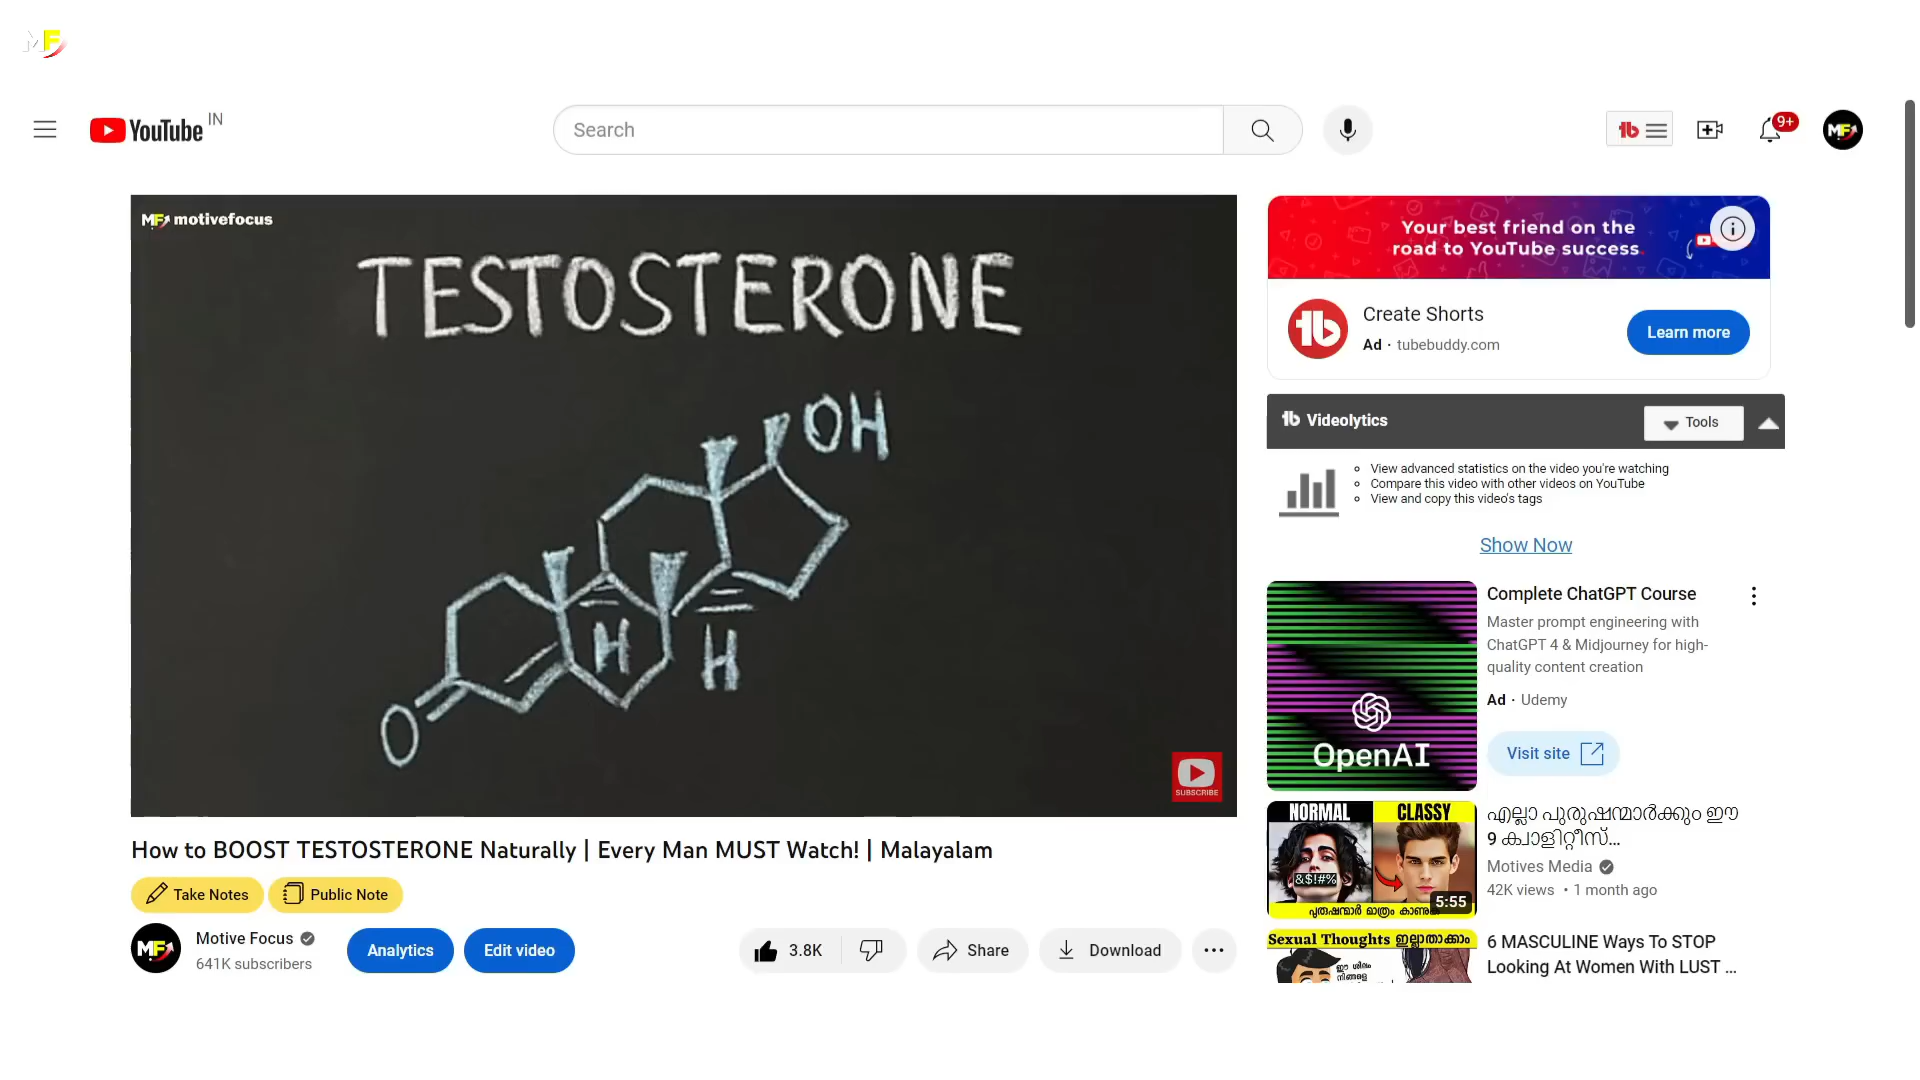 MF
YouTube IN
Search
9+
MF
MF motivefocus
TESTOSTERONE
OH
H
H
O
SUBSCRIBE
How to BOOST TESTOSTERONE Naturally | Every Man MUST Watch! | Malayalam
Take Notes
Public Note
MF
Motive Focus
641K subscribers
Analytics
Edit video
3.8K
Share
Download
Your best friend on the
road to YouTube success
Create Shorts
Ad · tubebuddy.com
Learn more
Videolytics
Tools
View advanced statistics on the video you're watching
Compare this video with other videos on YouTube
View and copy this video's tags
Show Now
OpenAI
Complete ChatGPT Course
Master prompt engineering with
ChatGPT 4 & Midjourney for high-
quality content creation
Ad · Udemy
Visit site
NORMAL CLASSY
&$!#%
പുരുഷന്മാർ മാത്രം കാണുക
5:55
എല്ലാ പുരുഷന്മാർക്കും ഈ
9 ക്വാളിറ്റീസ്...
Motives Media
42K views • 1 month ago
Sexual Thoughts ഇല്ലാതാക്കാം
ഈ ശീലം
നിങ്ങളെ
6 MASCULINE Ways To STOP
Looking At Women With LUST ...